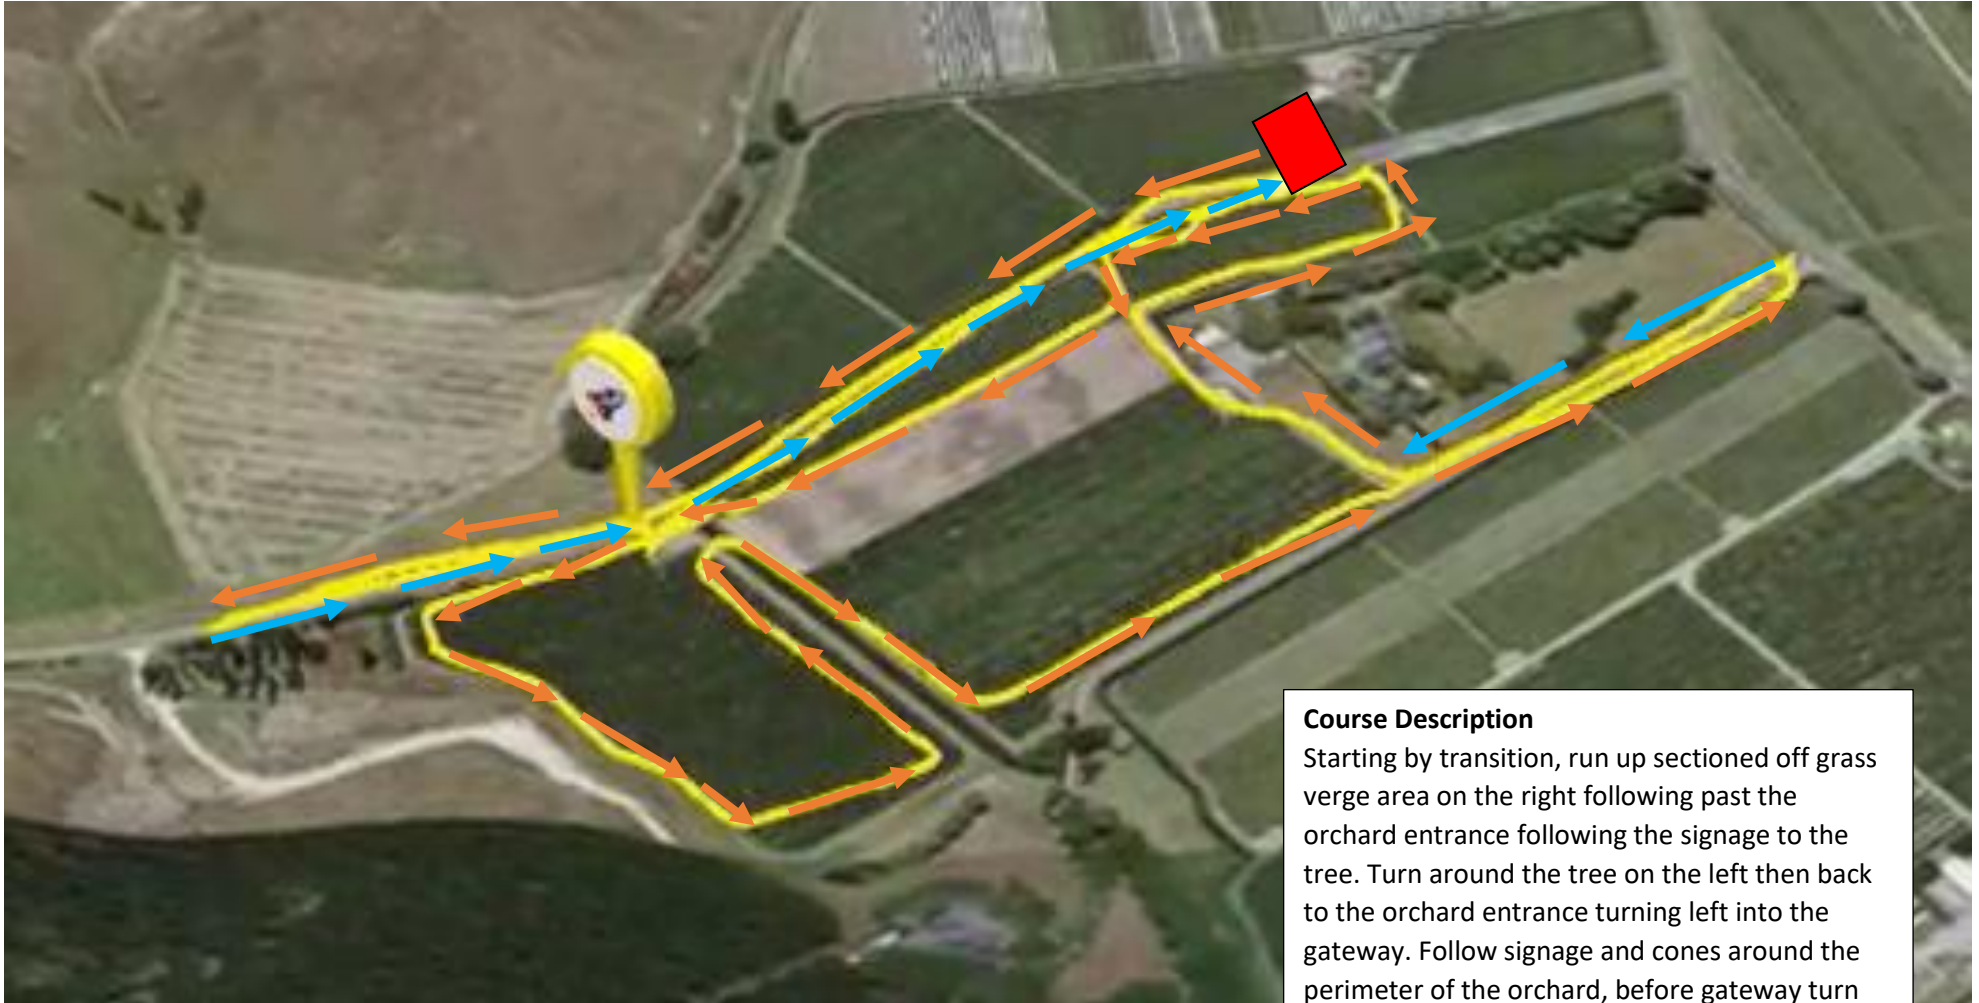 Course Description
Starting by transition, run up sectioned off grass
verge area on the right following past the
orchard entrance following the signage to the
tree. Turn around the tree on the left then back
to the orchard entrance turning left into the
gateway. Follow signage and cones around the
perimeter of the orchard, before gateway turn